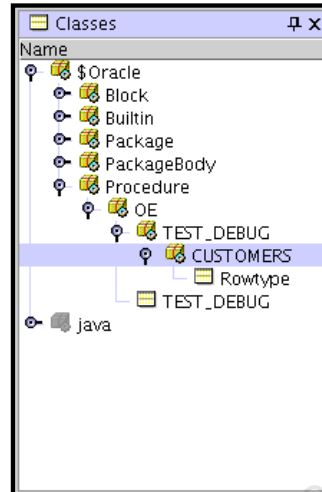 Classes
Name
$Oracle
Block
Builtin
Package
PackageBody
Procedure
OE
TEST_DEBUG
CUSTOMERS
Rowtype
TEST_DEBUG
java